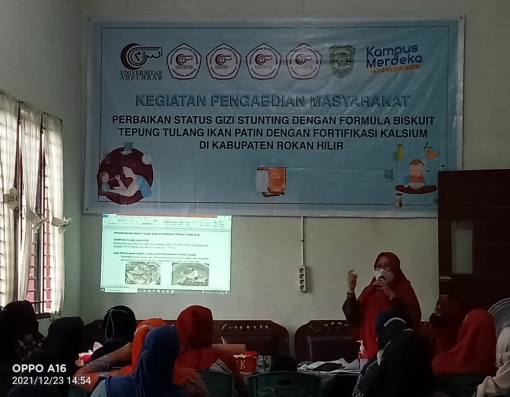 UNIVERSITAS
ABDURRAB
Kampus
Merdeka
INDONESIA JAYA
KEGIATAN PENGABDIAN MASYARAKAT
PERBAIKAN STATUS GIZI STUNTING DENGAN FORMULA BISKUIT
TEPUNG TULANG IKAN PATIN DENGAN FORTIFIKASI KALSIUM
DI KABUPATEN ROKAN HILIR
OPPO A16
2021/12/23 14:54